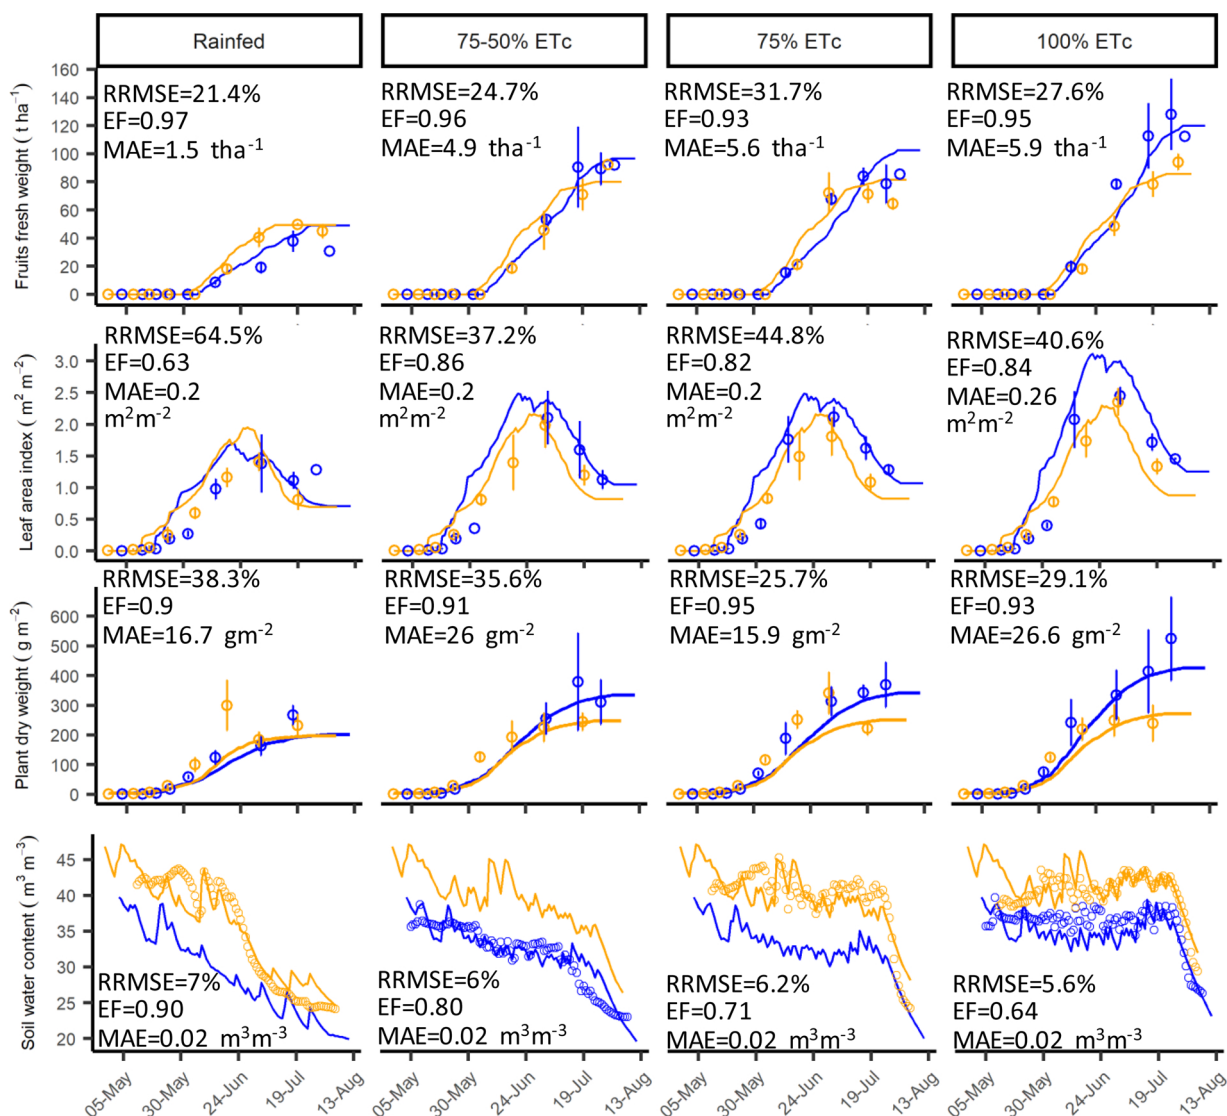 Rainfed
75-50% ETc
75% ETc
100% ETc
Fruits fresh weight ( t ha⁻¹)
160
140
120
100
80
60
40
20
0
RRMSE=21.4%
EF=0.97
MAE=1.5 tha⁻¹
RRMSE=24.7%
EF=0.96
MAE=4.9 tha⁻¹
RRMSE=31.7%
EF=0.93
MAE=5.6 tha⁻¹
RRMSE=27.6%
EF=0.95
MAE=5.9 tha⁻¹
Leaf area index ( m² m⁻²)
3.0
2.5
2.0
1.5
1.0
0.5
0.0
RRMSE=64.5%
EF=0.63
MAE=0.2
m²m⁻²
RRMSE=37.2%
EF=0.86
MAE=0.2
m²m⁻²
RRMSE=44.8%
EF=0.82
MAE=0.2
m²m⁻²
RRMSE=40.6%
EF=0.84
MAE=0.26
m²m⁻²
Plant dry weight ( g m⁻²)
600
500
400
300
200
100
0
RRMSE=38.3%
EF=0.9
MAE=16.7 gm⁻²
RRMSE=35.6%
EF=0.91
MAE=26 gm⁻²
RRMSE=25.7%
EF=0.95
MAE=15.9 gm⁻²
RRMSE=29.1%
EF=0.93
MAE=26.6 gm⁻²
Soil water content ( m³ m⁻³)
45
40
35
30
25
20
RRMSE=7%
EF=0.90
MAE=0.02 m³m⁻³
RRMSE=6%
EF=0.80
MAE=0.02 m³m⁻³
RRMSE=6.2%
EF=0.71
MAE=0.02 m³m⁻³
RRMSE=5.6%
EF=0.64
MAE=0.02 m³m⁻³
05-May
30-May
24-Jun
19-Jul
13-Aug
05-May
30-May
24-Jun
19-Jul
13-Aug
05-May
30-May
24-Jun
19-Jul
13-Aug
05-May
30-May
24-Jun
19-Jul
13-Aug